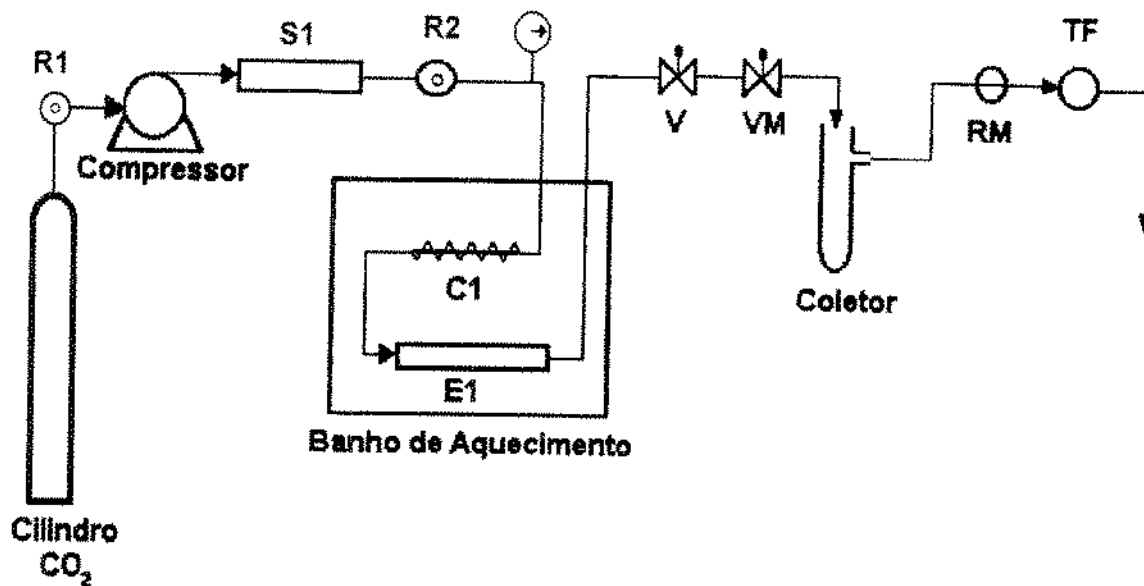 R1
Compressor
S1
R2
V
VM
RM
TF
C1
E1
Banho de Aquecimento
Coletor
Cilindro
CO₂